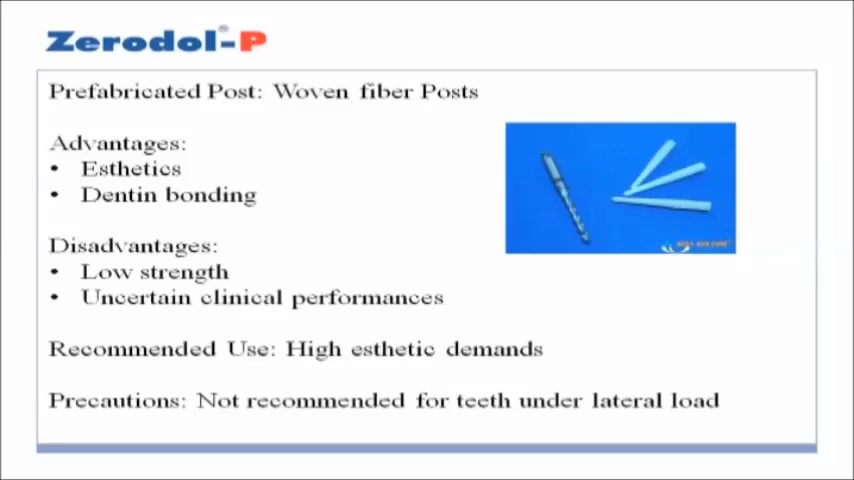 Zerodol®-P
Prefabricated Post: Woven fiber Posts
Advantages:
• Esthetics
• Dentin bonding
Disadvantages:
• Low strength
• Uncertain clinical performances
Recommended Use: High esthetic demands
Precautions: Not recommended for teeth under lateral load